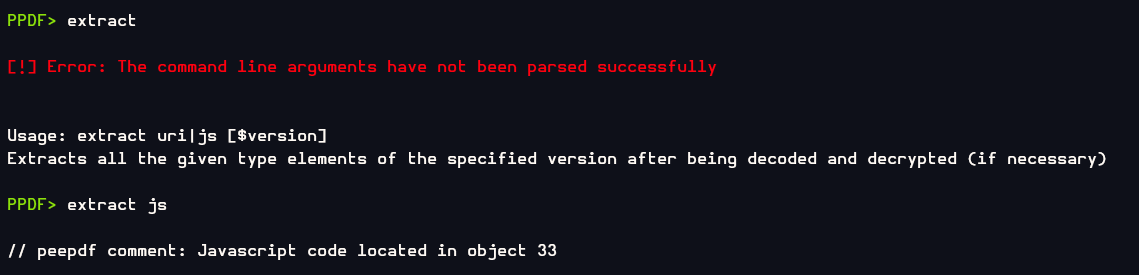 PPDF> extract
[!] Error: The command line arguments have not been parsed successfully
Usage: extract uri|js [$version]
Extracts all the given type elements of the specified version after being decoded and decrypted (if necessary)
PPDF> extract js
// peepdf comment: Javascript code located in object 33